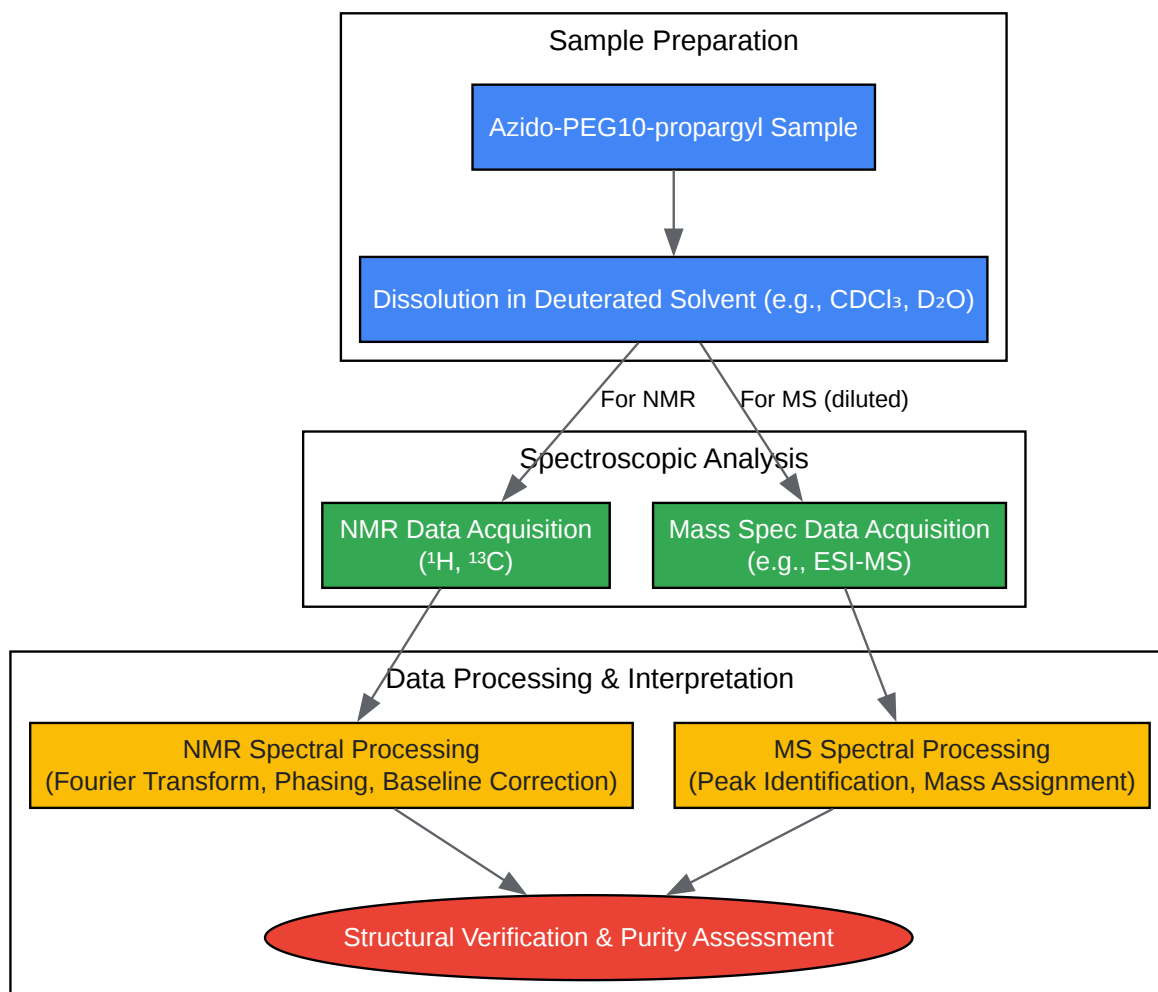 Sample Preparation
Azido-PEG10-propargyl Sample
Dissolution in Deuterated Solvent (e.g., CDCl₃, D₂O)
For NMR
For MS (diluted)
Spectroscopic Analysis
NMR Data Acquisition
(¹H, ¹³C)
Mass Spec Data Acquisition
(e.g., ESI-MS)
Data Processing & Interpretation
NMR Spectral Processing
(Fourier Transform, Phasing, Baseline Correction)
MS Spectral Processing
(Peak Identification, Mass Assignment)
Structural Verification & Purity Assessment